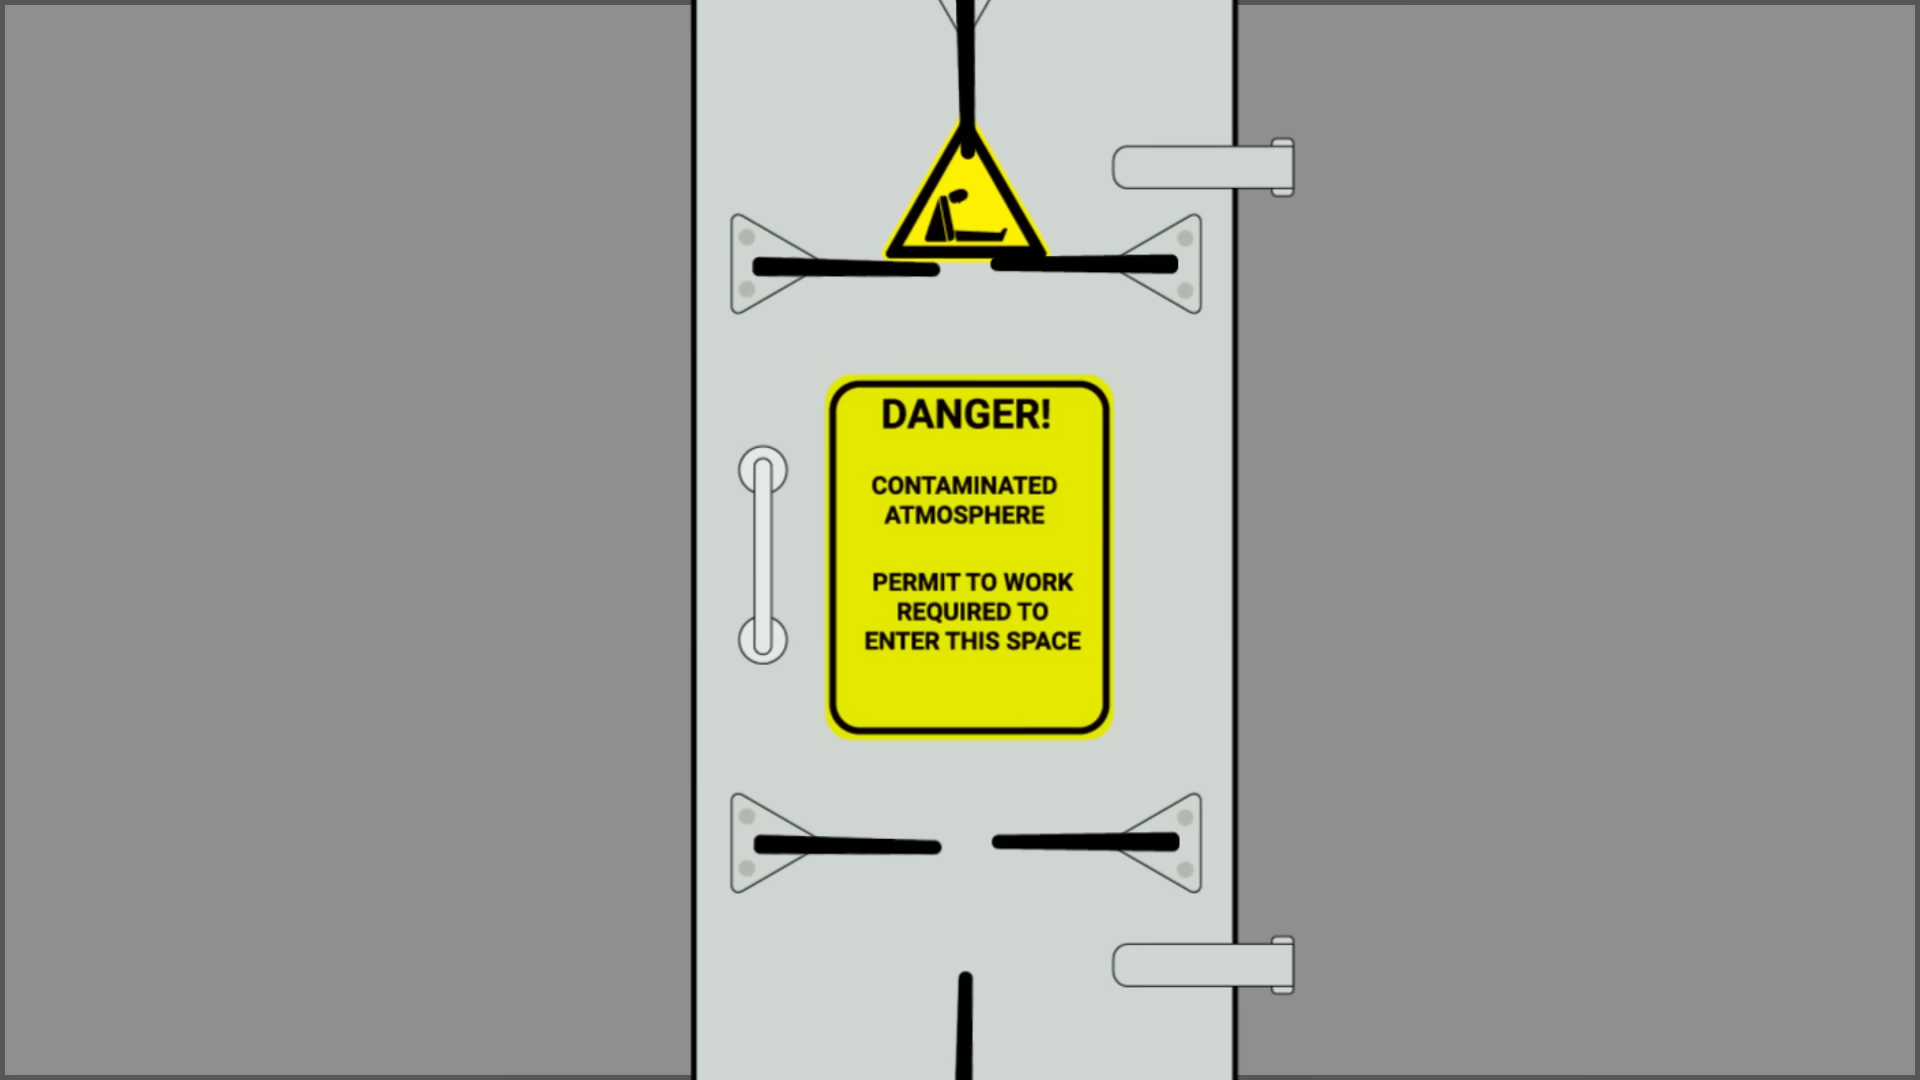 DANGER!
CONTAMINATED
ATMOSPHERE
PERMIT TO WORK
REQUIRED TO
ENTER THIS SPACE